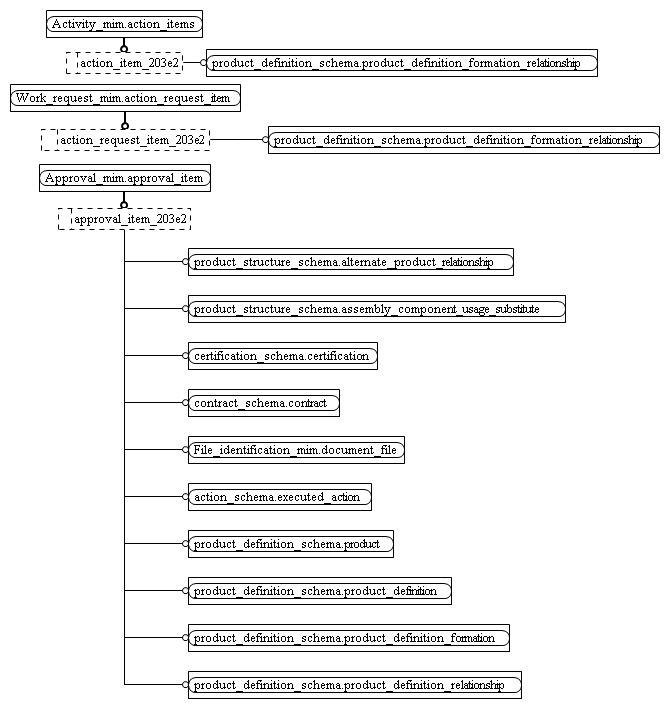 Activity_mim.action_items
action_item_203e2
product_definition_schema.product_definition_formation_relationship
Work_request_mim.action_request_item
action_request_item_203e2
product_definition_schema.product_definition_formation_relationship
Approval_mim.approval_item
approval_item_203e2
product_structure_schema.alternate_product_relationship
product_structure_schema.assembly_component_usage_substitute
certification_schema.certification
contract_schema.contract
File_identification_mim.document_file
action_schema.executed_action
product_definition_schema.product
product_definition_schema.product_definition
product_definition_schema.product_definition_formation
product_definition_schema.product_definition_relationship